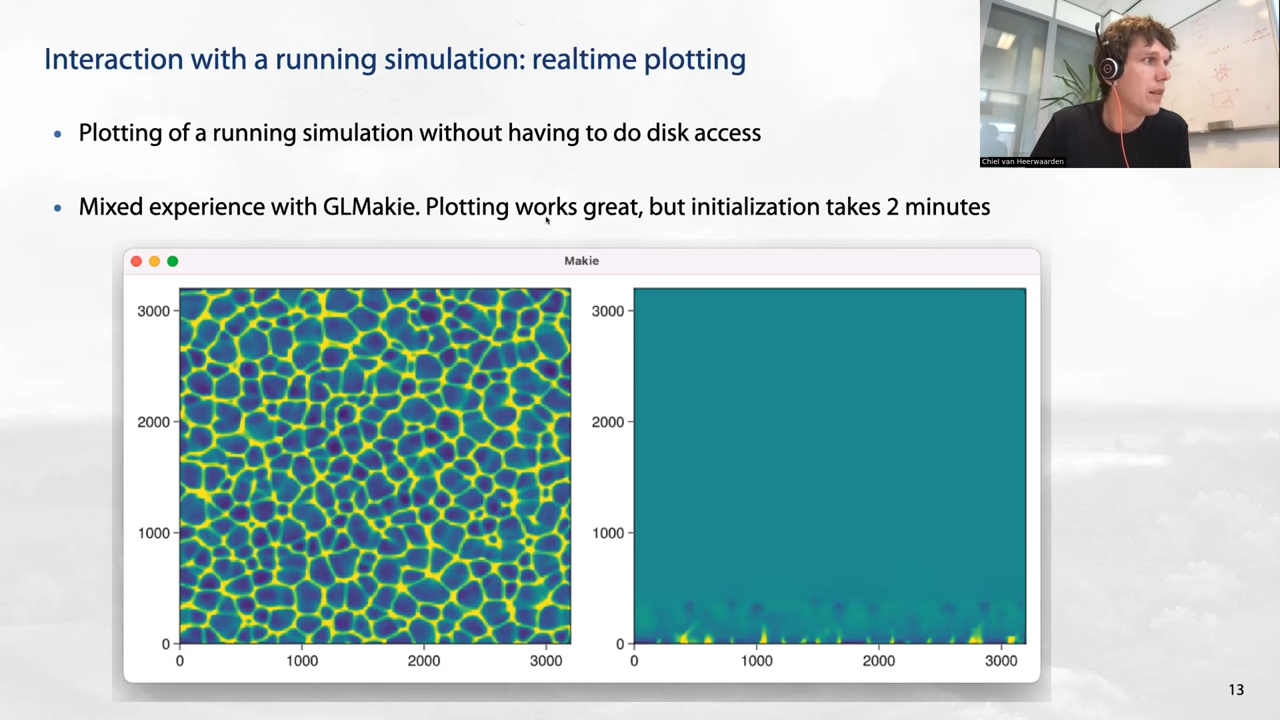 Interaction with a running simulation: realtime plotting
Chiel van Heerwaarden
• Plotting of a running simulation without having to do disk access
• Mixed experience with GLMakie. Plotting works great, but initialization takes 2 minutes
Makie
3000
2000
1000
0
0 1000 2000 3000
3000
2000
1000
0
0 1000 2000 3000
13